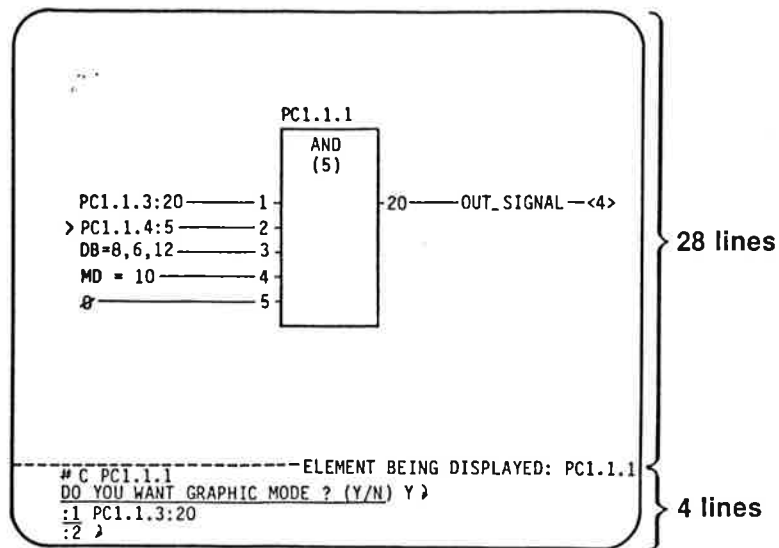 PC1.1.1
AND
(5)
PC1.1.3:20 1 20 OUT_SIGNAL <4>
> PC1.1.4:5 2
DB=8,6,12 3
MD = 10 4
0 5
28 lines
ELEMENT BEING DISPLAYED: PC1.1.1
# C PC1.1.1
DO YOU WANT GRAPHIC MODE ? (Y/N) Y
:1 PC1.1.3:20
:2
4 lines